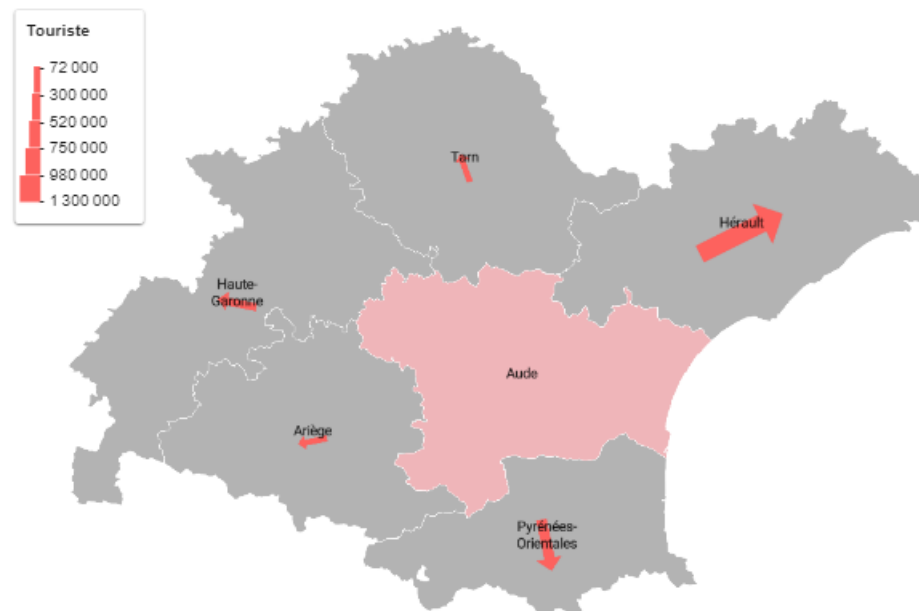 Touriste
72 000
300 000
520 000
750 000
980 000
1 300 000
Tarn
Hérault
Haute-
Garonne
Aude
Ariège
Pyrénées-
Orientales